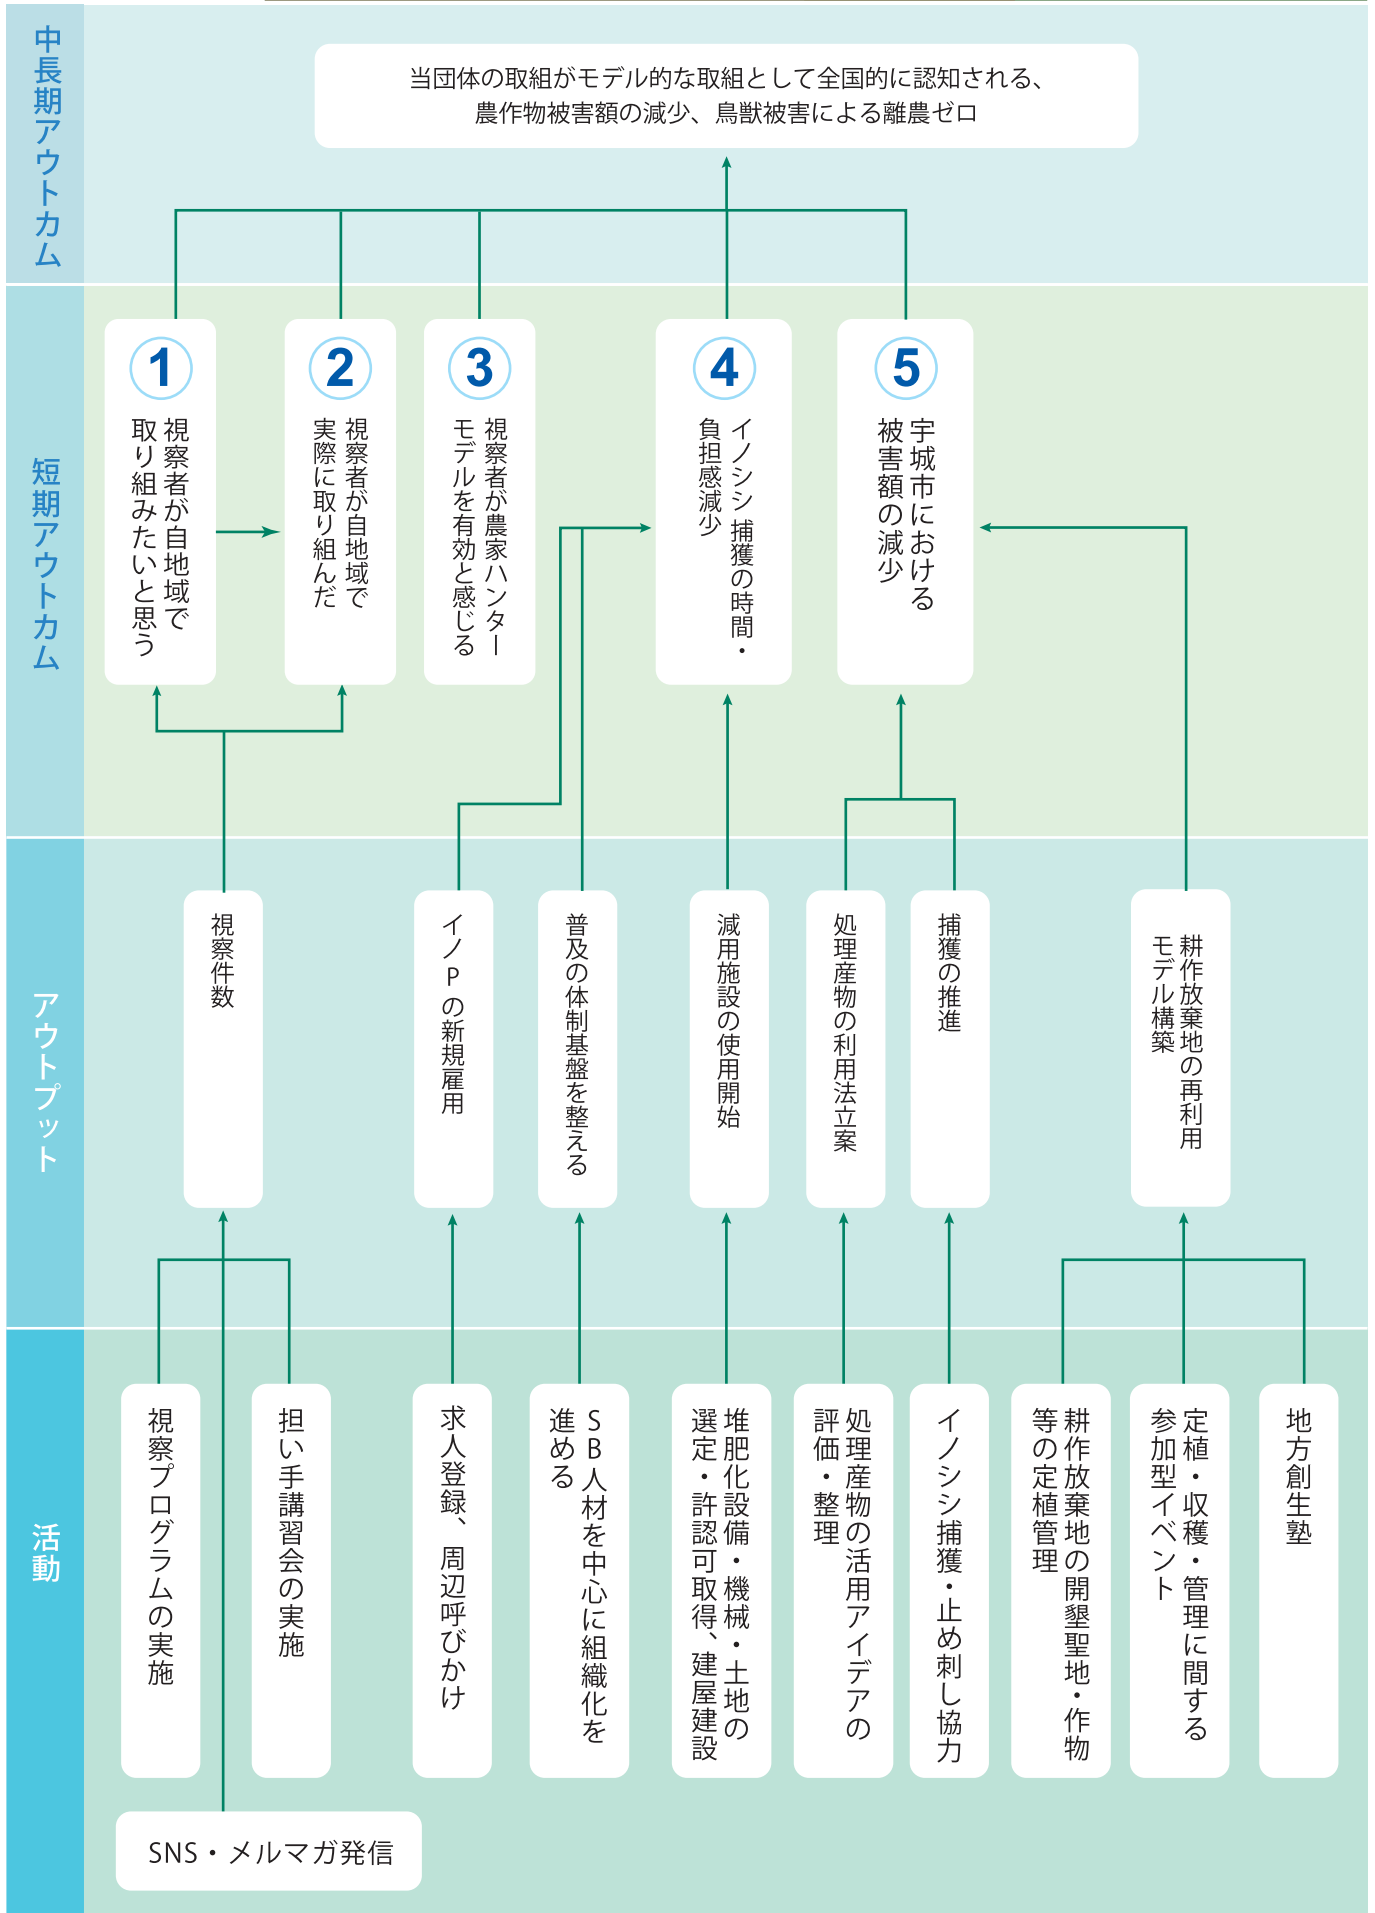 中長期アウトカム
当団体の取組がモデル的な取組として全国的に認知される、
農作物被害額の減少、鳥獣被害による離農ゼロ
短期アウトカム
1
視察者が自地域で
取り組みたいと思う
2
視察者が自地域で
実際に取り組んだ
3
視察者が農家ハンター
モデルを有効と感じる
4
イノシシ捕獲の時間・
負担感減少
5
宇城市における
被害額の減少
アウトプット
視察件数
イノPの新規雇用
普及の体制基盤を整える
減用施設の使用開始
処理産物の利用法立案
捕獲の推進
耕作放棄地の再利用
モデル構築
活動
視察プログラムの実施
担い手講習会の実施
求人登録、周辺呼びかけ
SB人材を中心に組織化を
進める
堆肥化設備・機械・土地の
選定・許認可取得、建屋建設
処理産物の活用アイデアの
評価・整理
イノシシ捕獲・止め刺し協力
耕作放棄地の開墾聖地・作物
等の定植管理
定植・収穫・管理に間する
参加型イベント
地方創生塾
SNS・メルマガ発信